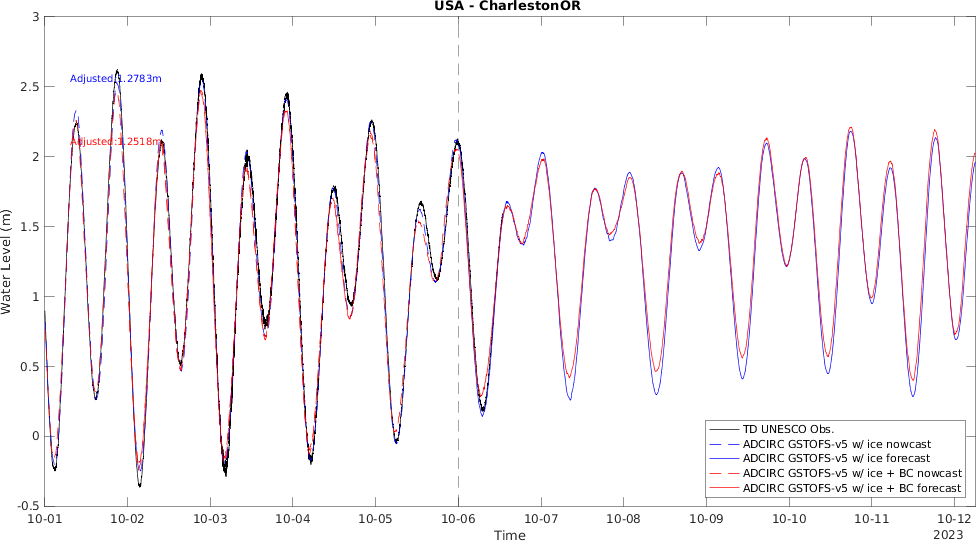 USA - CharlestonOR
3
2.5
2
1.5
1
0.5
0
-0.5
Water Level (m)
Adjusted:1.2783m
Adjusted:1.2518m
TD UNESCO Obs.
ADCIRC GSTOFS-v5 w/ ice nowcast
ADCIRC GSTOFS-v5 w/ ice forecast
ADCIRC GSTOFS-v5 w/ ice + BC nowcast
ADCIRC GSTOFS-v5 w/ ice + BC forecast
10-01 10-02 10-03 10-04 10-05 10-06 10-07 10-08 10-09 10-10 10-11 10-12
Time
2023